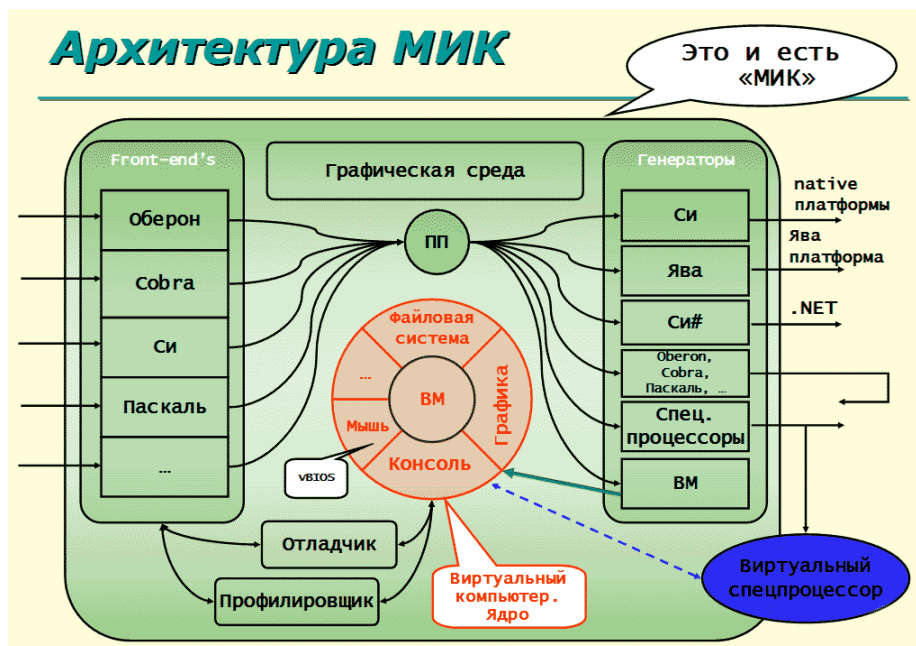 Архитектура МИК
Это и есть
«МИК»
Front-end's
Оберон
Cobra
Си
Паскаль
…
Графическая среда
ПП
Файловая
система
…
ВМ
Графика
Мышь
Консоль
vBIOS
Генераторы
Си
Ява
Си#
Oberon,
Cobra,
Паскаль, …
Спец.
процессоры
ВМ
native
платформы
Ява
платформа
.NET
Отладчик
Профилировщик
Виртуальный
компьютер.
Ядро
Виртуальный
спецпроцессор